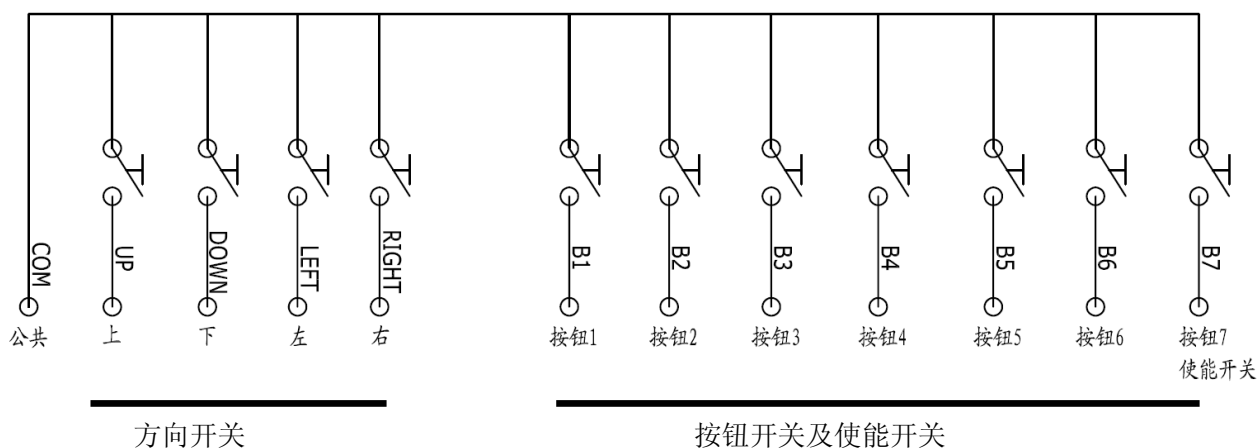 COM
UP
DOWN
LEFT
RIGHT
B1
B2
B3
B4
B5
B6
B7
公共
上
下
左
右
按钮1
按钮2
按钮3
按钮4
按钮5
按钮6
按钮7
使能开关
方向开关
按钮开关及使能开关